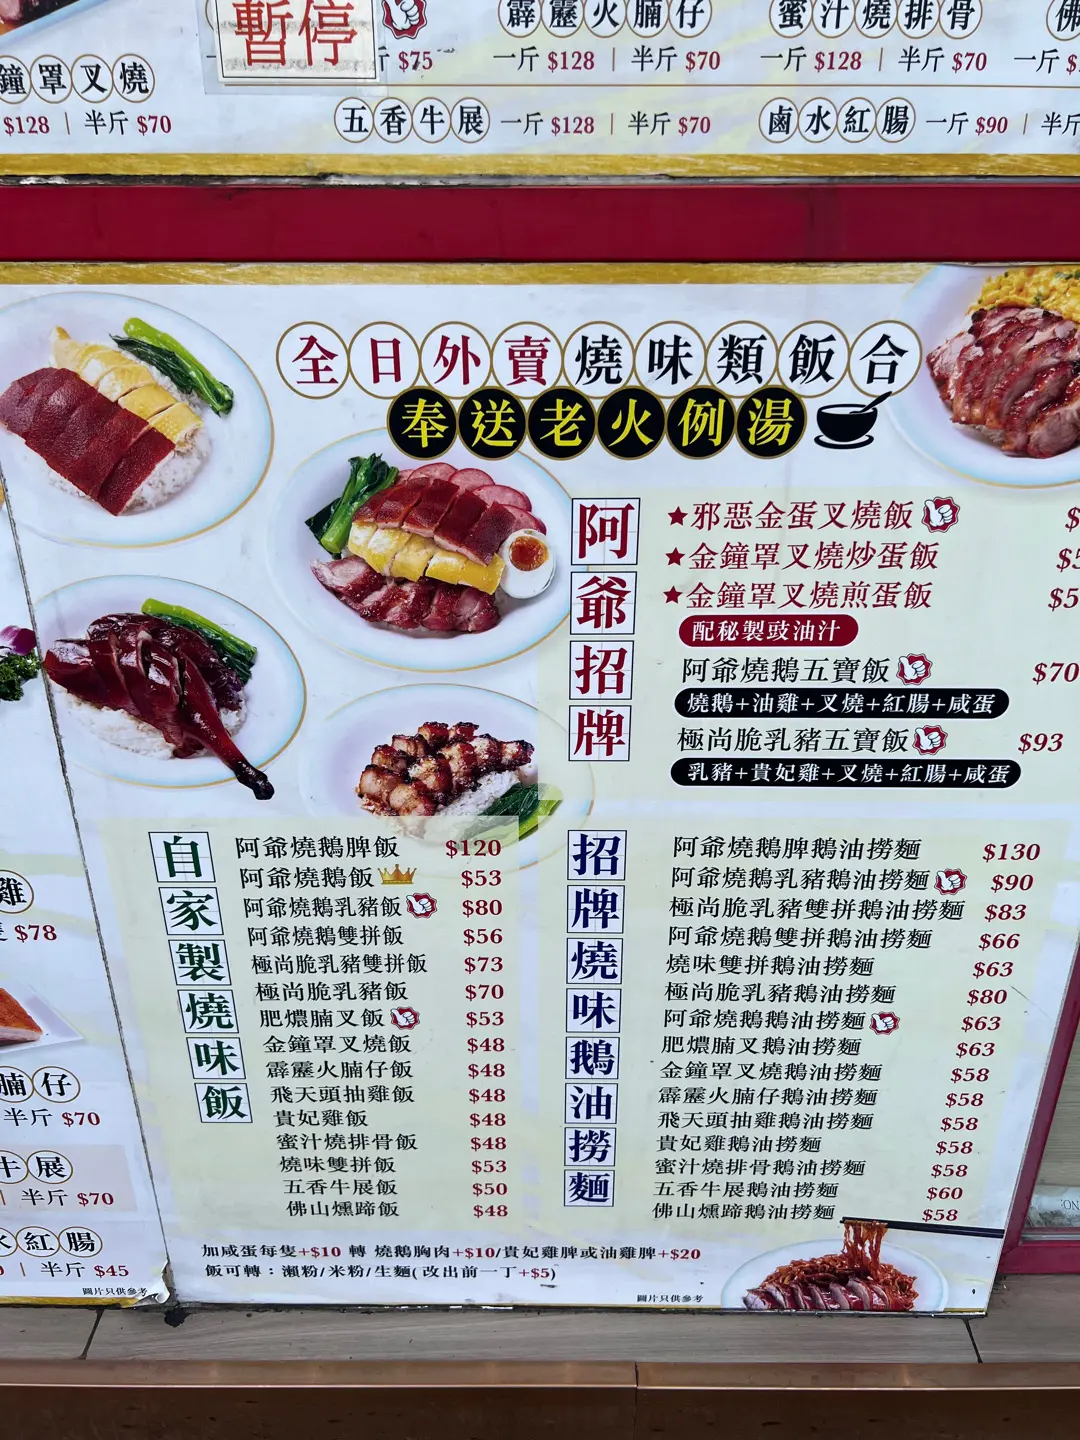 暫停
$75
霹靂火腩仔
一斤 $128 | 半斤 $70
蜜汁燒排骨
一斤 $128 | 半斤 $70
佛
一斤
鐘罩叉燒
$128 | 半斤 $70
五香牛展 一斤 $128 | 半斤 $70
鹵水紅腸 一斤 $90 | 半斤
全日外賣燒味類飯合
奉送老火例湯
阿爺招牌
★邪惡金蛋叉燒飯
★金鐘罩叉燒炒蛋飯
★金鐘罩叉燒煎蛋飯
配秘製豉油汁
阿爺燒鵝五寶飯 $70
燒鵝+油雞+叉燒+紅腸+咸蛋
極尚脆乳豬五寶飯 $93
乳豬+貴妃雞+叉燒+紅腸+咸蛋
自家製燒味飯
阿爺燒鵝脾飯 $120
阿爺燒鵝飯 $53
阿爺燒鵝乳豬飯 $80
阿爺燒鵝雙拼飯 $56
極尚脆乳豬雙拼飯 $73
極尚脆乳豬飯 $70
肥燶腩叉飯 $53
金鐘罩叉燒飯 $48
霹靂火腩仔飯 $48
飛天頭抽雞飯 $48
貴妃雞飯 $48
蜜汁燒排骨飯 $48
燒味雙拼飯 $53
五香牛展飯 $50
佛山燻蹄飯 $48
招牌燒味鵝油撈麵
阿爺燒鵝脾鵝油撈麵 $130
阿爺燒鵝乳豬鵝油撈麵 $90
極尚脆乳豬雙拼鵝油撈麵 $83
阿爺燒鵝雙拼鵝油撈麵 $66
燒味雙拼鵝油撈麵 $63
極尚脆乳豬鵝油撈麵 $80
阿爺燒鵝鵝油撈麵 $63
肥燶腩叉鵝油撈麵 $63
金鐘罩叉燒鵝油撈麵 $58
霹靂火腩仔鵝油撈麵 $58
飛天頭抽雞鵝油撈麵 $58
貴妃雞鵝油撈麵 $58
蜜汁燒排骨鵝油撈麵 $58
五香牛展鵝油撈麵 $60
佛山燻蹄鵝油撈麵 $58
加咸蛋每隻+$10 轉 燒鵝胸肉+$10/貴妃雞脾或油雞脾+$20
飯可轉：瀨粉/米粉/生麵(改出前一丁+$5)
圖片只供參考
圖片只供參考
雞
$78
腩仔
半斤 $70
牛展
| 半斤 $70
水紅腸
| 半斤 $45